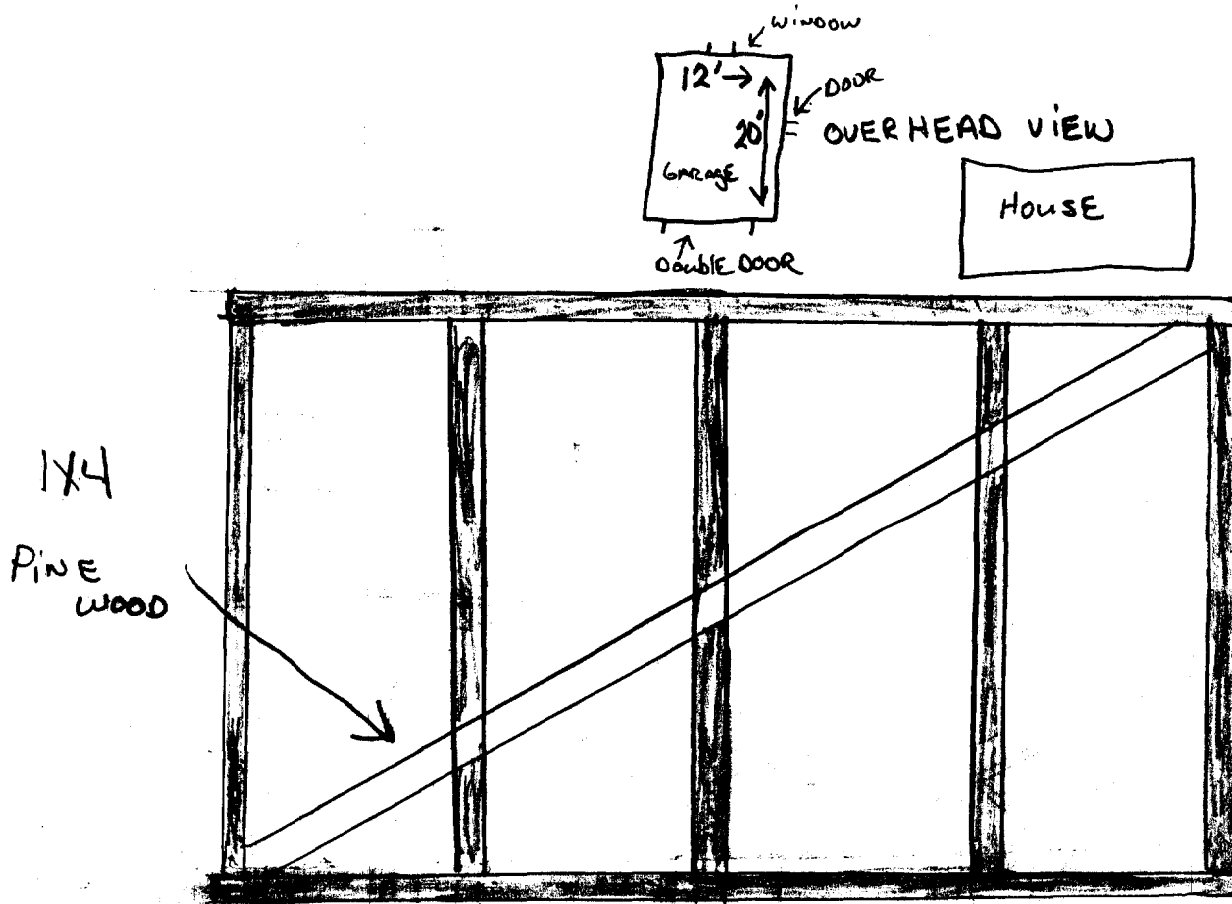 WINDOW
12'
DOOR
20'
OVERHEAD VIEW
GARAGE
HOUSE
DOUBLE DOOR
1X4
PINE
WOOD